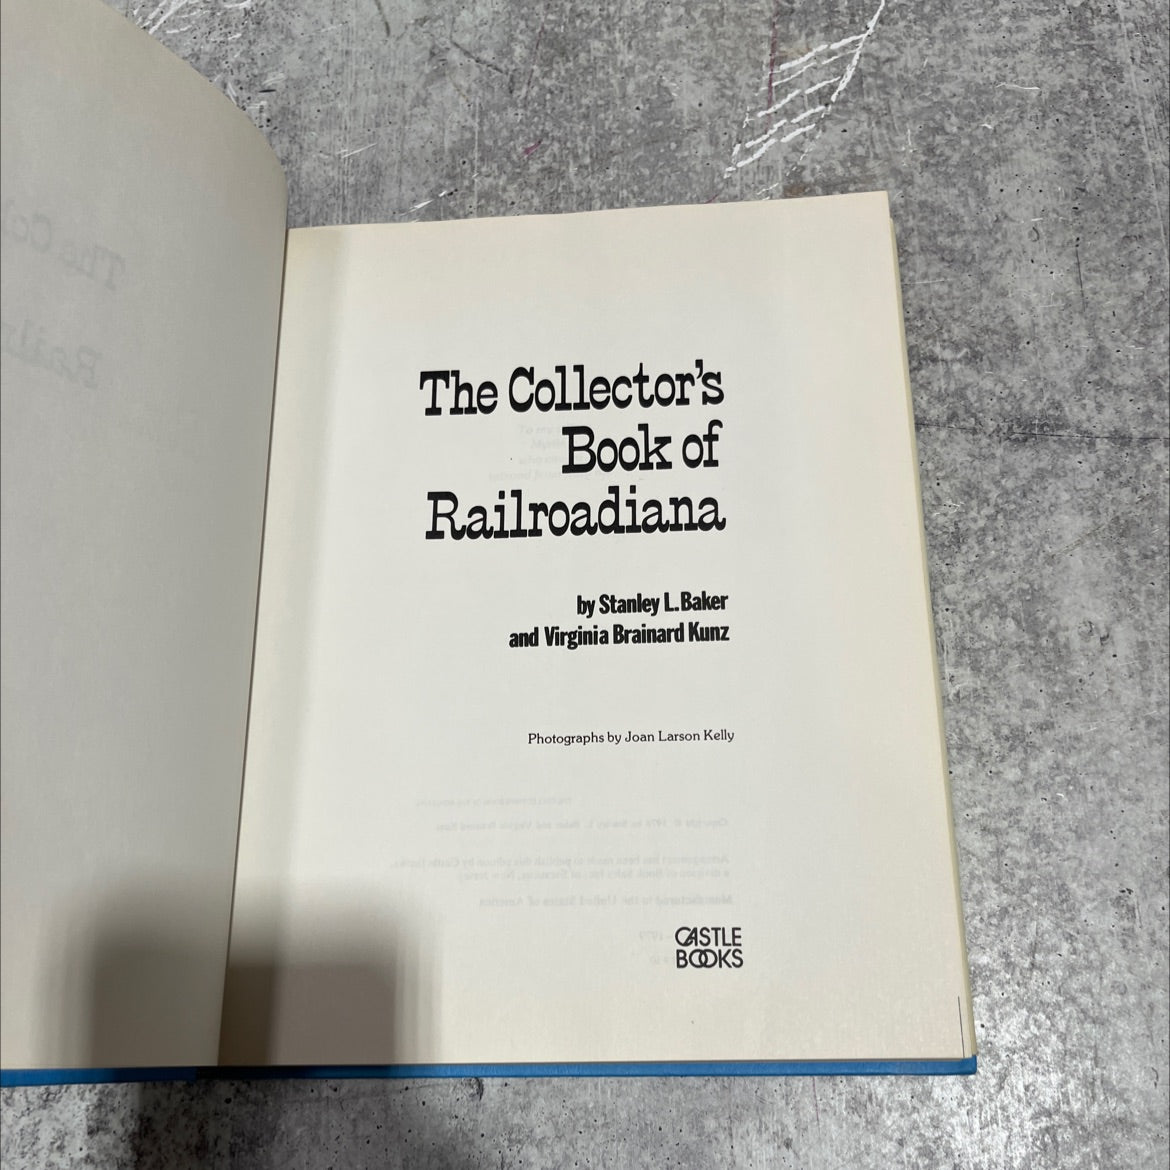 The Collector's
Book of
Railroadiana
by Stanley L. Baker
and Virginia Brainard Kunz
Photographs by Joan Larson Kelly
CASTLE
BOOKS